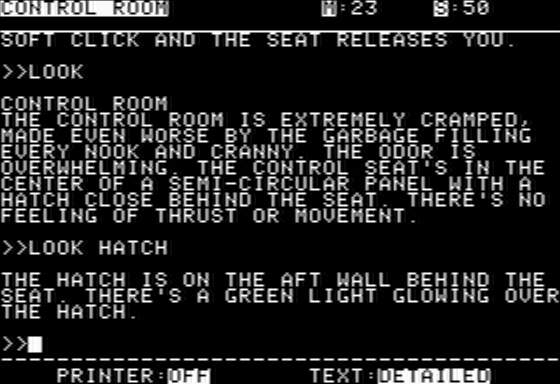 CONTROL ROOM M:23 S:50
SOFT CLICK AND THE SEAT RELEASES YOU.
>>LOOK
CONTROL ROOM
THE CONTROL ROOM IS EXTREMELY CRAMPED,
MADE EVEN WORSE BY THE GARBAGE FILLING
EVERY NOOK AND CRANNY. THE ODOR IS
OVERWHELMING. THE CONTROL SEAT'S IN THE
CENTER OF A SEMI-CIRCULAR PANEL WITH A
HATCH CLOSE BEHIND THE SEAT. THERE'S NO
FEELING OF THRUST OR MOVEMENT.
>>LOOK HATCH
THE HATCH IS ON THE AFT WALL BEHIND THE
SEAT. THERE'S A GREEN LIGHT GLOWING OVER
THE HATCH.
>>
PRINTER:OFF TEXT:DETAILED